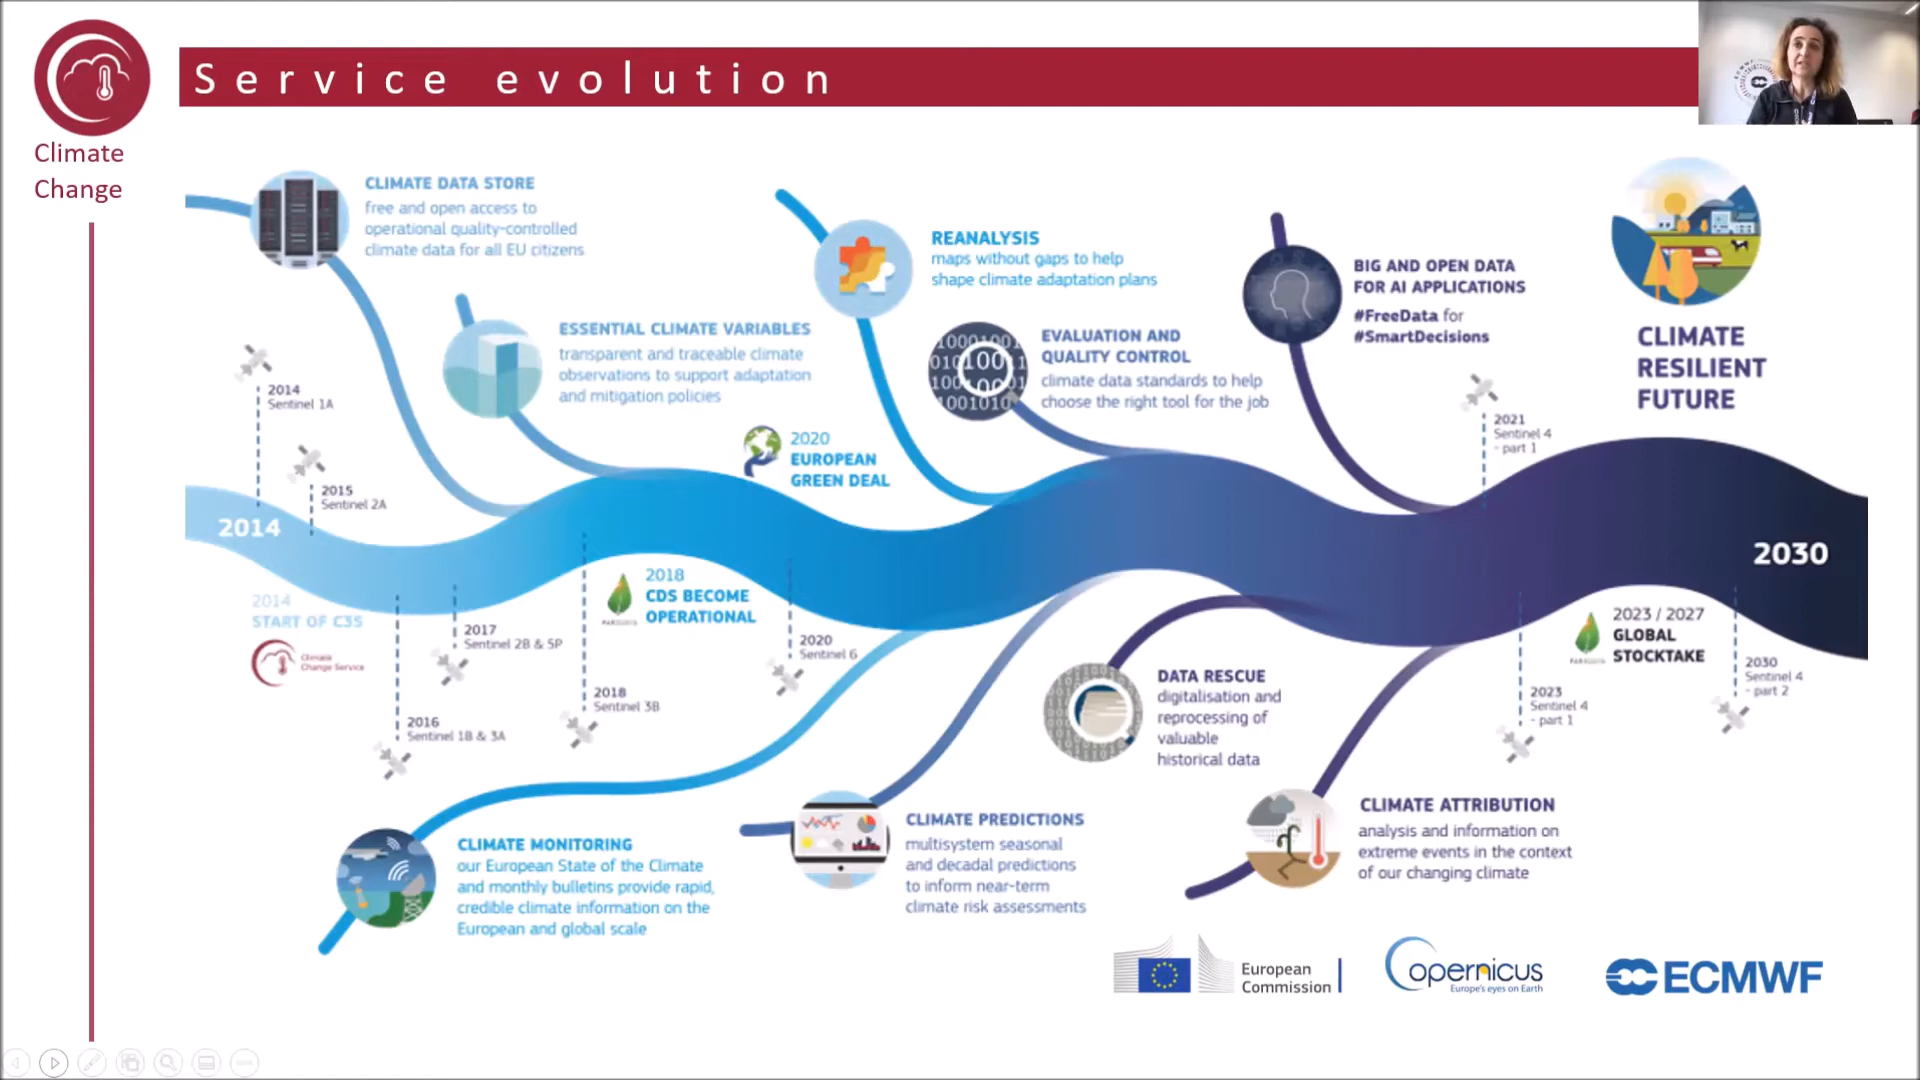 Service evolution
Climate
Change
CLIMATE DATA STORE
free and open access to
operational quality-controlled
climate data for all EU citizens
ESSENTIAL CLIMATE VARIABLES
transparent and traceable climate
observations to support adaptation
and mitigation policies
REANALYSIS
maps without gaps to help
shape climate adaptation plans
EVALUATION AND
QUALITY CONTROL
climate data standards to help
choose the right tool for the job
BIG AND OPEN DATA
FOR AI APPLICATIONS
#FreeData for
#SmartDecisions
CLIMATE
RESILIENT
FUTURE
2014
Sentinel 1A
2015
Sentinel 2A
2020
EUROPEAN
GREEN DEAL
2021
Sentinel 4
- part 1
2014
2030
2014
START OF C3S
Climate
Change Service
2016
Sentinel 1B & 3A
2017
Sentinel 2B & 5P
2018
Sentinel 3B
2018
CDS BECOME
OPERATIONAL
2020
Sentinel 6
2023 / 2027
GLOBAL
STOCKTAKE
2023
Sentinel 4
- part 1
2030
Sentinel 4
- part 2
DATA RESCUE
digitalisation and
reprocessing of
valuable
historical data
CLIMATE MONITORING
our European State of the Climate
and monthly bulletins provide rapid,
credible climate information on the
European and global scale
CLIMATE PREDICTIONS
multisystem seasonal
and decadal predictions
to inform near-term
climate risk assessments
CLIMATE ATTRIBUTION
analysis and information on
extreme events in the context
of our changing climate
European
Commission
opernicus
Europe's eyes on Earth
ECMWF